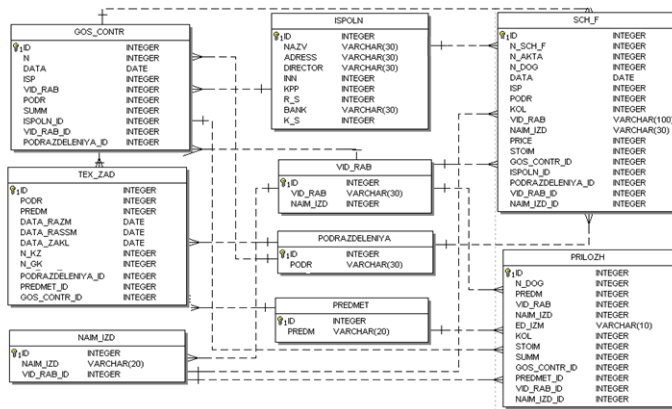 GOS_CONTR
ID INTEGER
N INTEGER
DATA DATE
ISP INTEGER
VID_RAB INTEGER
PODR INTEGER
SUMM INTEGER
ISPOLN_ID INTEGER
VID_RAB_ID INTEGER
PODRAZDELENIYA_ID INTEGER
TEX_ZAD
ID INTEGER
PODR INTEGER
PREDM INTEGER
DATA_RAZM DATE
DATA_RASSM DATE
DATA_ZAKL DATE
N_KZ INTEGER
N_GK INTEGER
PODRAZDELENIYA_ID INTEGER
PREDMET_ID INTEGER
GOS_CONTR_ID INTEGER
NAIM_IZD
ID INTEGER
NAIM_IZD VARCHAR(20)
VID_RAB_ID INTEGER
ISPOLN
ID INTEGER
NAZV VARCHAR(30)
ADRESS VARCHAR(30)
DIRECTOR VARCHAR(30)
INN INTEGER
KPP INTEGER
R_S INTEGER
BANK VARCHAR(30)
K_S INTEGER
VID_RAB
ID INTEGER
VID_RAB VARCHAR(30)
NAIM_IZD INTEGER
PODRAZDELENIYA
ID INTEGER
PODR VARCHAR(30)
PREDMET
ID INTEGER
PREDM VARCHAR(20)
SCH_F
ID INTEGER
N_SCH_F INTEGER
N_AKTA INTEGER
N_DOG INTEGER
DATA DATE
ISP INTEGER
PODR INTEGER
KOL INTEGER
VID_RAB VARCHAR(100)
NAIM_IZD VARCHAR(30)
PRICE INTEGER
STOIM INTEGER
GOS_CONTR_ID INTEGER
ISPOLN_ID INTEGER
PODRAZDELENIYA_ID INTEGER
VID_RAB_ID INTEGER
NAIM_IZD_ID INTEGER
PRILOZH
ID INTEGER
N_DOG INTEGER
PREDM INTEGER
VID_RAB INTEGER
NAIM_IZD INTEGER
ED_IZM VARCHAR(10)
KOL INTEGER
STOIM INTEGER
SUMM INTEGER
GOS_CONTR_ID INTEGER
PREDMET_ID INTEGER
VID_RAB_ID INTEGER
NAIM_IZD_ID INTEGER